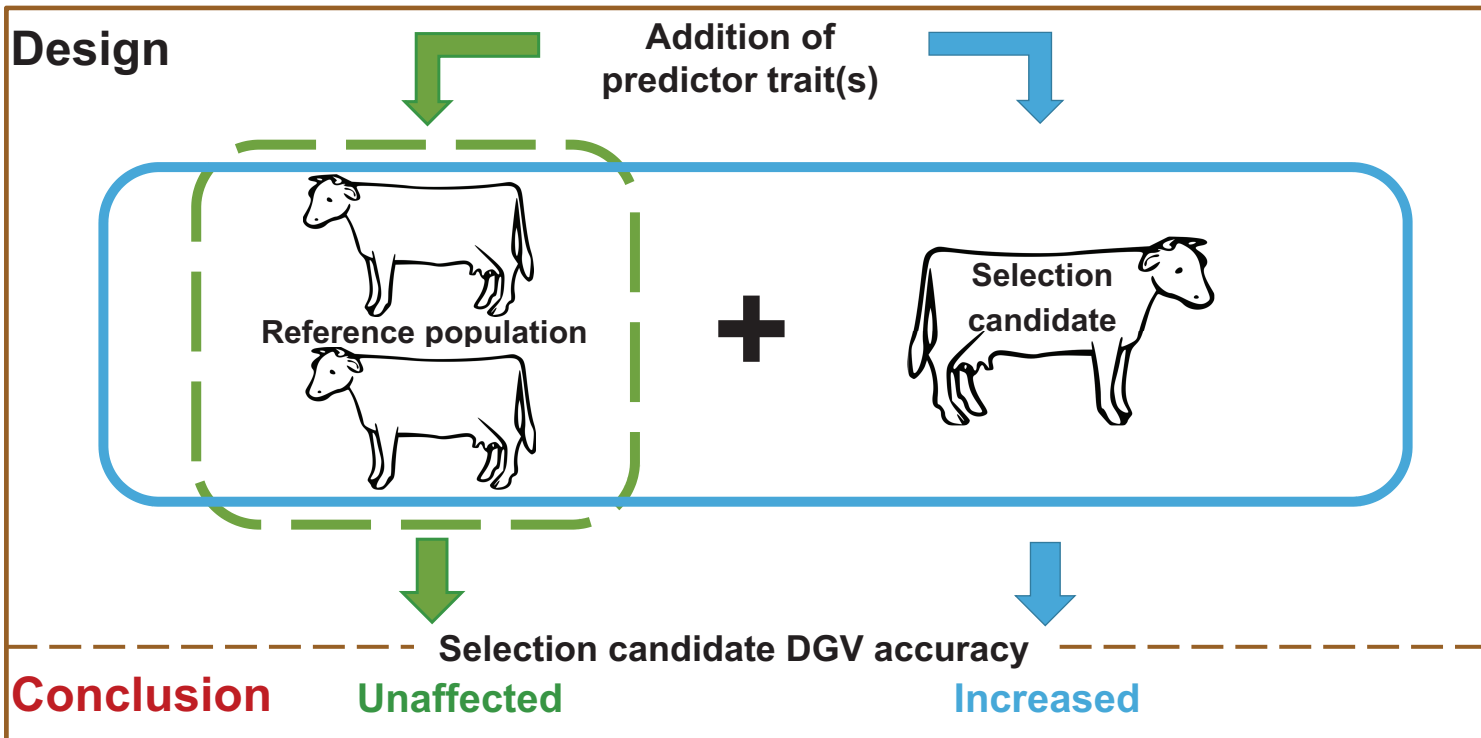 Design
Addition of
predictor trait(s)
Reference population
Selection
candidate
Selection candidate DGV accuracy
Conclusion
Unaffected
Increased